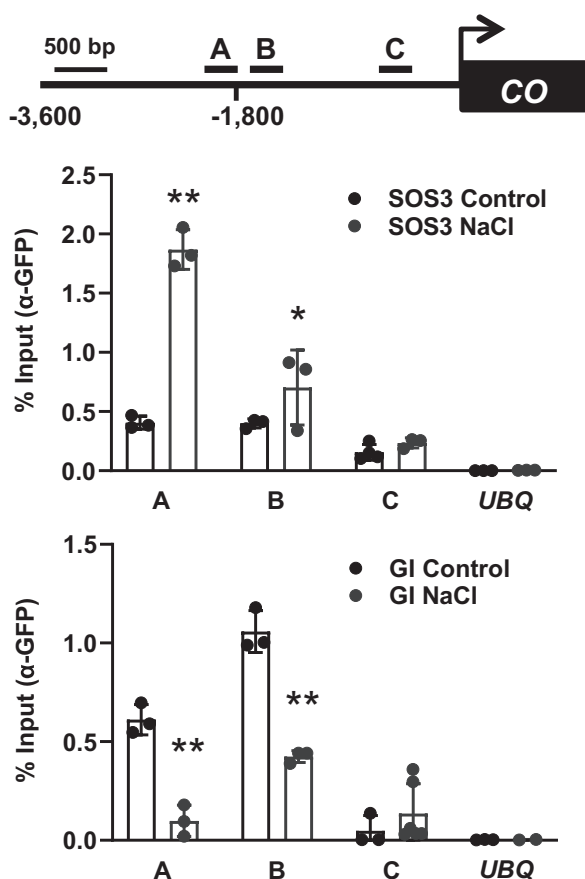 500 bp A B C
CO
-3,600 -1,800
2.5
2.0
1.5
1.0
0.5
0.0
% Input (α-GFP)
SOS3 Control
SOS3 NaCl
**
*
A B C UBQ
1.5
1.0
0.5
0.0
% Input (α-GFP)
GI Control
GI NaCl
**
**
A B C UBQ